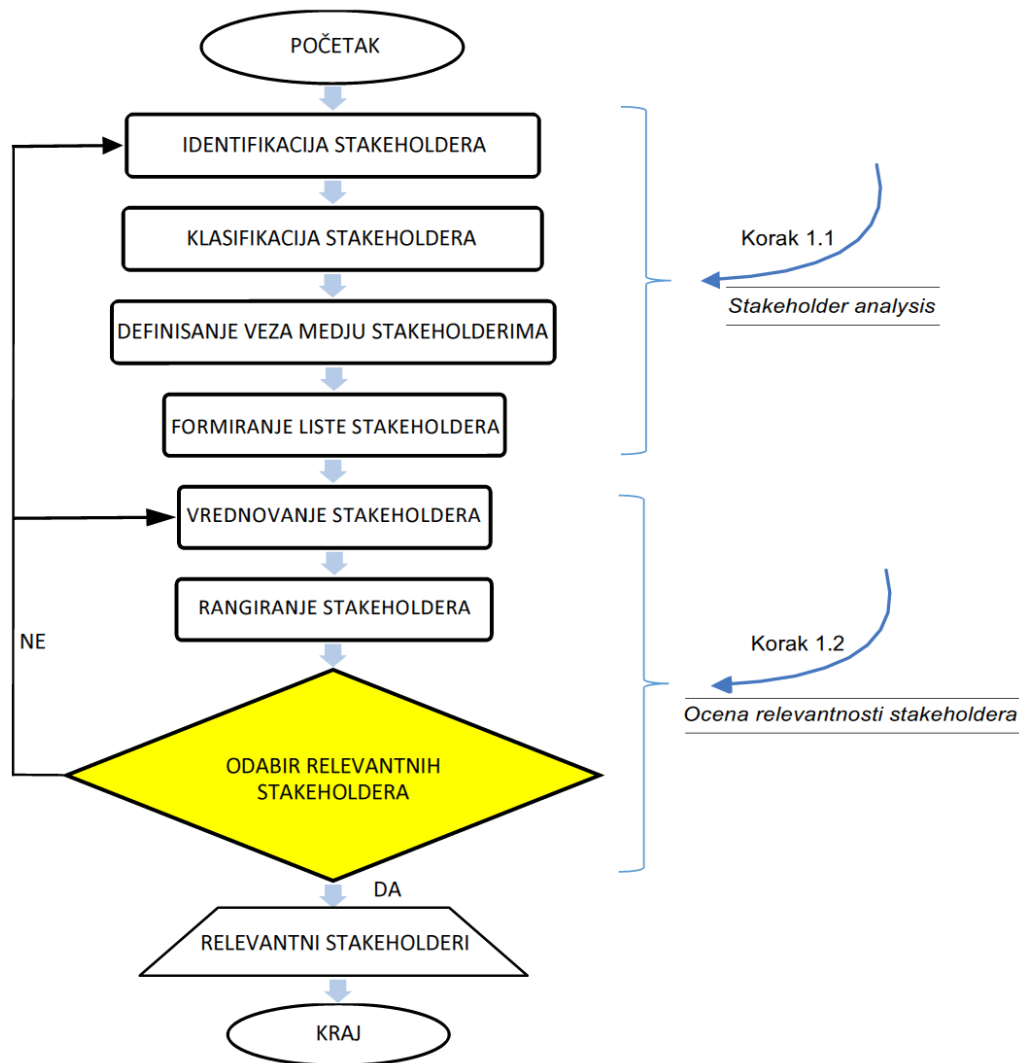 POČETAK
IDENTIFIKACIJA STAKEHOLDERA
KLASIFIKACIJA STAKEHOLDERA
Korak 1.1
Stakeholder analysis
DEFINISANJE VEZA MEDJU STAKEHOLDERIMA
FORMIRANJE LISTE STAKEHOLDERA
VREDNOVANJE STAKEHOLDERA
RANGIRANJE STAKEHOLDERA
NE
Korak 1.2
Ocena relevantnosti stakeholdera
ODABIR RELEVANTNIH
STAKEHOLDERA
DA
RELEVANTNI STAKEHOLDERI
KRAJ